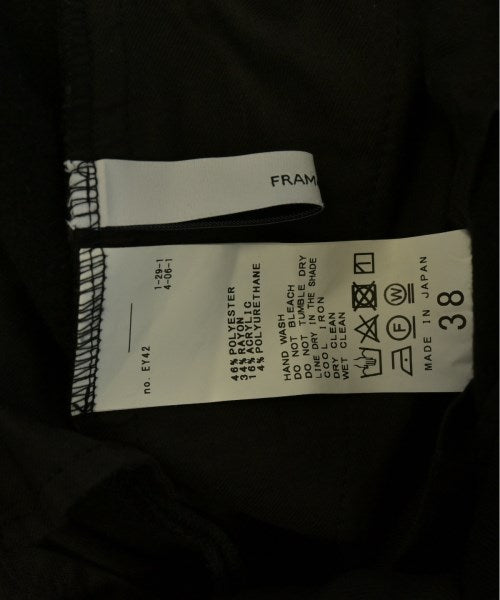 FRAM
1-29-1
4-06-1
no. EY42
46% POLYESTER
34% RAYON
16% ACRYLIC
4% POLYURETHANE
HAND WASH
DO NOT BLEACH
DO NOT TUMBLE DRY
LINE DRY IN THE SHADE
COOL IRON
DRY CLEAN
WET CLEAN
F
W
MADE IN JAPAN
38